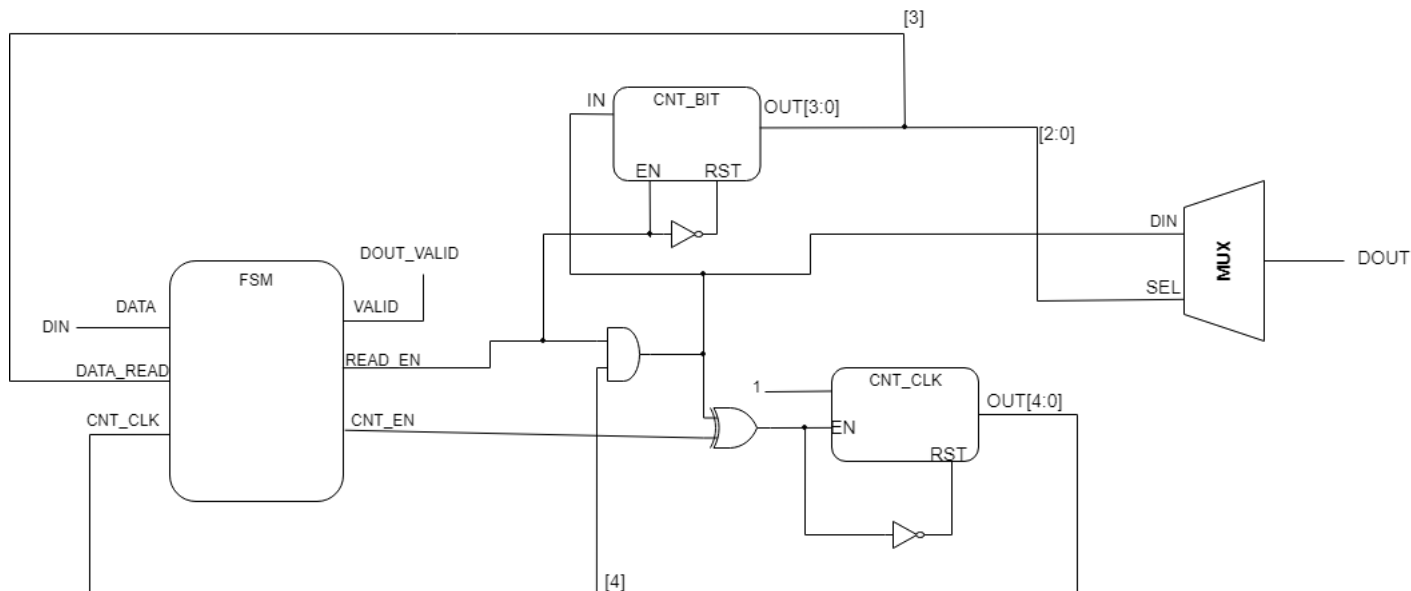 [3]
IN
CNT_BIT
OUT[3:0]
[2:0]
EN
RST
DIN
DOUT_VALID
MUX
DOUT
FSM
SEL
DATA
VALID
DIN
DATA_READ
READ_EN
1
CNT_CLK
OUT[4:0]
CNT_CLK
CNT_EN
EN
RST
[4]